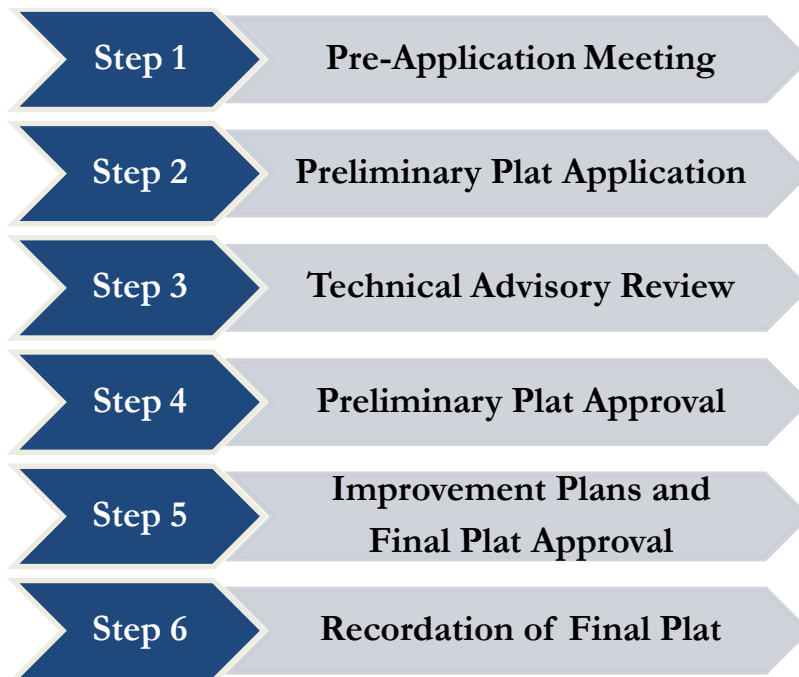 Step 1
Pre-Application Meeting
Step 2
Preliminary Plat Application
Step 3
Technical Advisory Review
Step 4
Preliminary Plat Approval
Step 5
Improvement Plans and
Final Plat Approval
Step 6
Recordation of Final Plat